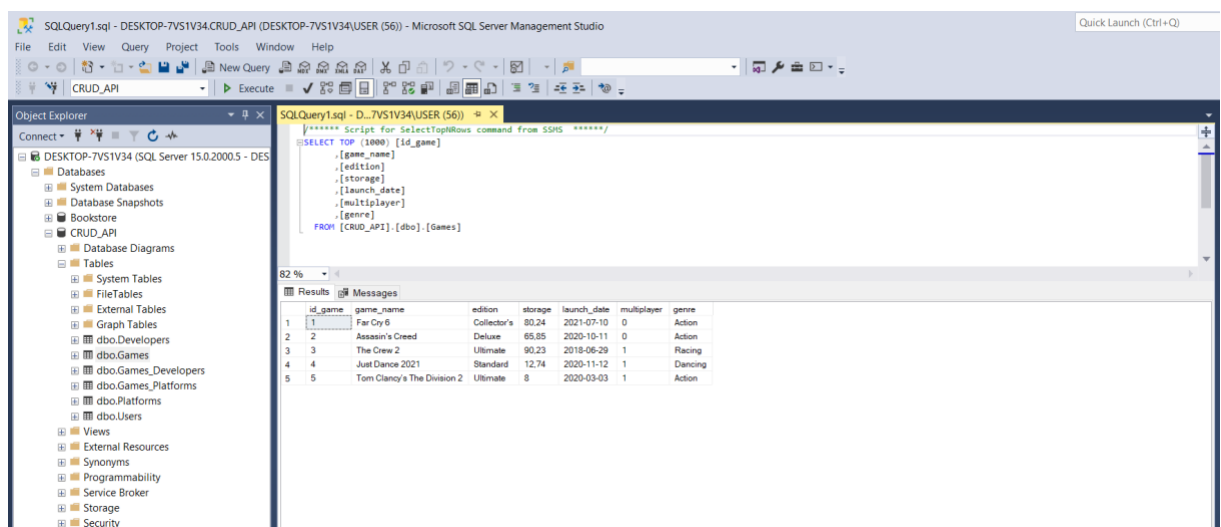 SQLQuery1.sql - DESKTOP-7VS1V34.CRUD_API (DESKTOP-7VS1V34\USER (56)) - Microsoft SQL Server Management Studio
Quick Launch (Ctrl+Q)
File Edit View Query Project Tools Window Help
New Query
CRUD_API Execute
Object Explorer
SQLQuery1.sql - D...7VS1V34\USER (56))
Connect
DESKTOP-7VS1V34 (SQL Server 15.0.2000.5 - DES
Databases
System Databases
Database Snapshots
Bookstore
CRUD_API
Database Diagrams
Tables
System Tables
FileTables
External Tables
Graph Tables
dbo.Developers
dbo.Games
dbo.Games_Developers
dbo.Games_Platforms
dbo.Platforms
dbo.Users
Views
External Resources
Synonyms
Programmability
Service Broker
Storage
Security
/****** Script for SelectTopNRows command from SSMS ******/
SELECT TOP (1000) [id_game]
,[game_name]
,[edition]
,[storage]
,[launch_date]
,[multiplayer]
,[genre]
FROM [CRUD_API].[dbo].[Games]
82 %
Results Messages
id_game game_name edition storage launch_date multiplayer genre
1 1 Far Cry 6 Collector's 80,24 2021-07-10 0 Action
2 2 Assasin's Creed Deluxe 65,85 2020-10-11 0 Action
3 3 The Crew 2 Ultimate 90,23 2018-06-29 1 Racing
4 4 Just Dance 2021 Standard 12,74 2020-11-12 1 Dancing
5 5 Tom Clancy's The Division 2 Ultimate 8 2020-03-03 1 Action